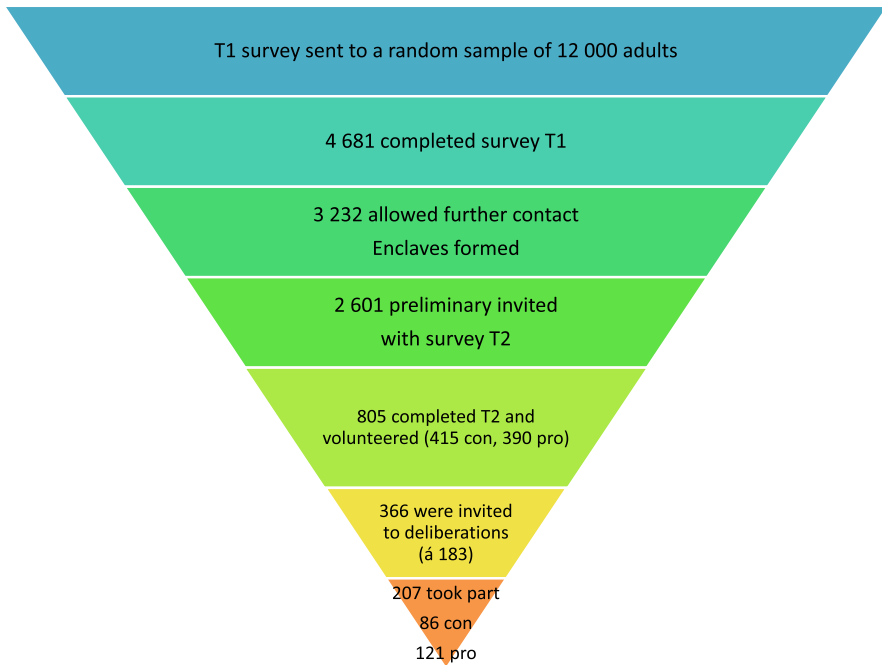 T1 survey sent to a random sample of 12 000 adults
4 681 completed survey T1
3 232 allowed further contact
Enclaves formed
2 601 preliminary invited
with survey T2
805 completed T2 and
volunteered (415 con, 390 pro)
366 were invited
to deliberations
(á 183)
207 took part
86 con
121 pro